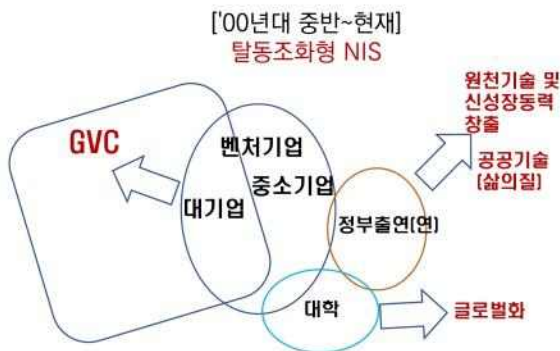 ['00년대 중반~현재]
탈동조화형 NIS
원천기술 및
신성장동력
창출
공공기술
[삶의질]
GVC
벤처기업
중소기업
대기업
정부출연[연]
대학
글로벌화